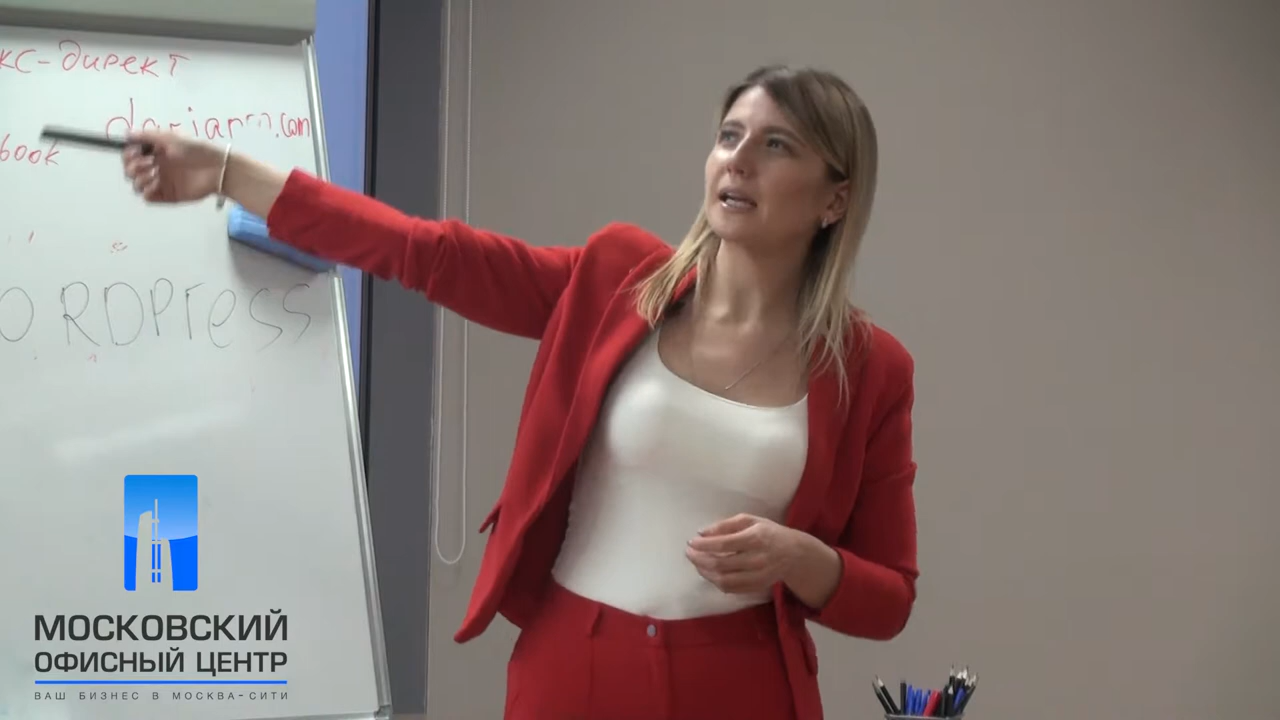 кс-директ
book
ORDPress
МОСКОВСКИЙ
ОФИСНЫЙ ЦЕНТР
ВАШ БИЗНЕС В МОСКВА-СИТИ